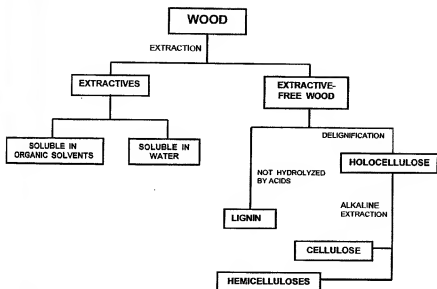 WOOD
EXTRACTION
EXTRACTIVES
EXTRACTIVE-
FREE WOOD
SOLUBLE IN
ORGANIC SOLVENTS
SOLUBLE IN
WATER
DELIGNIFICATION
NOT HYDROLYZED
BY ACIDS
HOLOCELLULOSE
LIGNIN
ALKALINE
EXTRACTION
CELLULOSE
HEMICELLULOSES